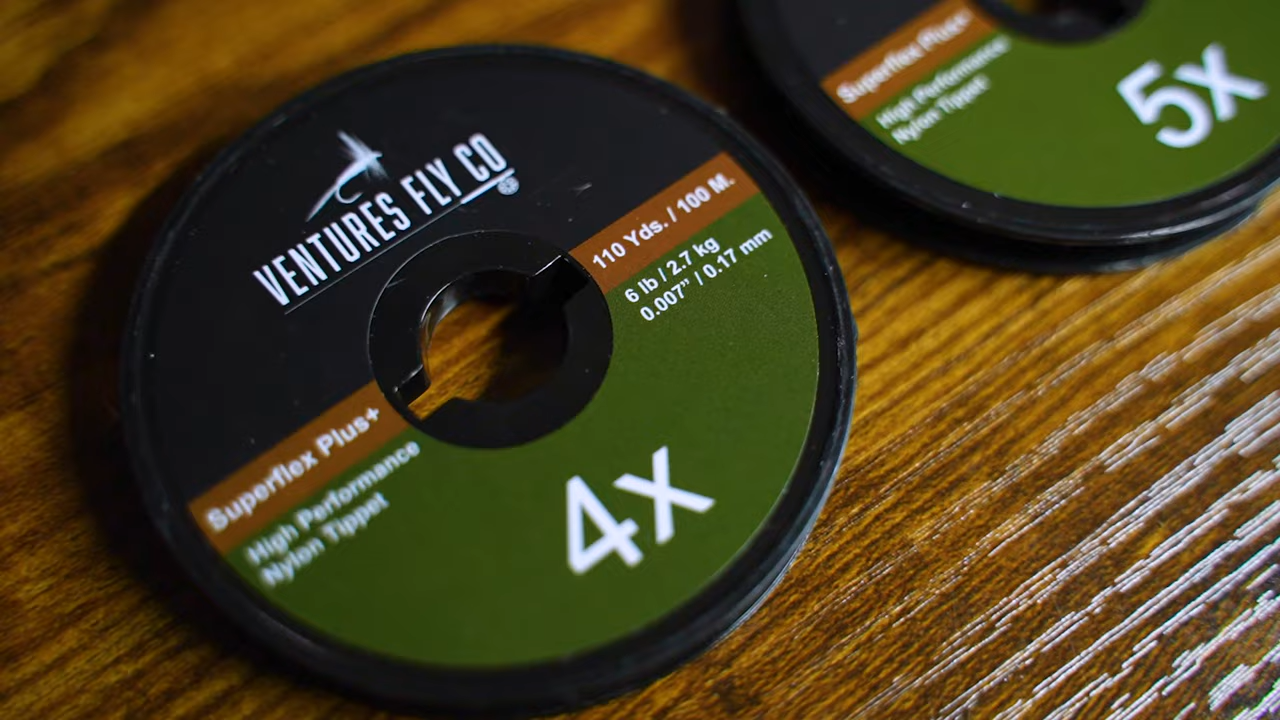 VENTURES FLY CO
®
110 Yds. / 100 M.
6 lb / 2.7 kg
0.007” / 0.17 mm
Superflex Plus+
High Performance
Nylon Tippet
4x
Superflex Plus+
High Performance
Nylon Tippet
5x